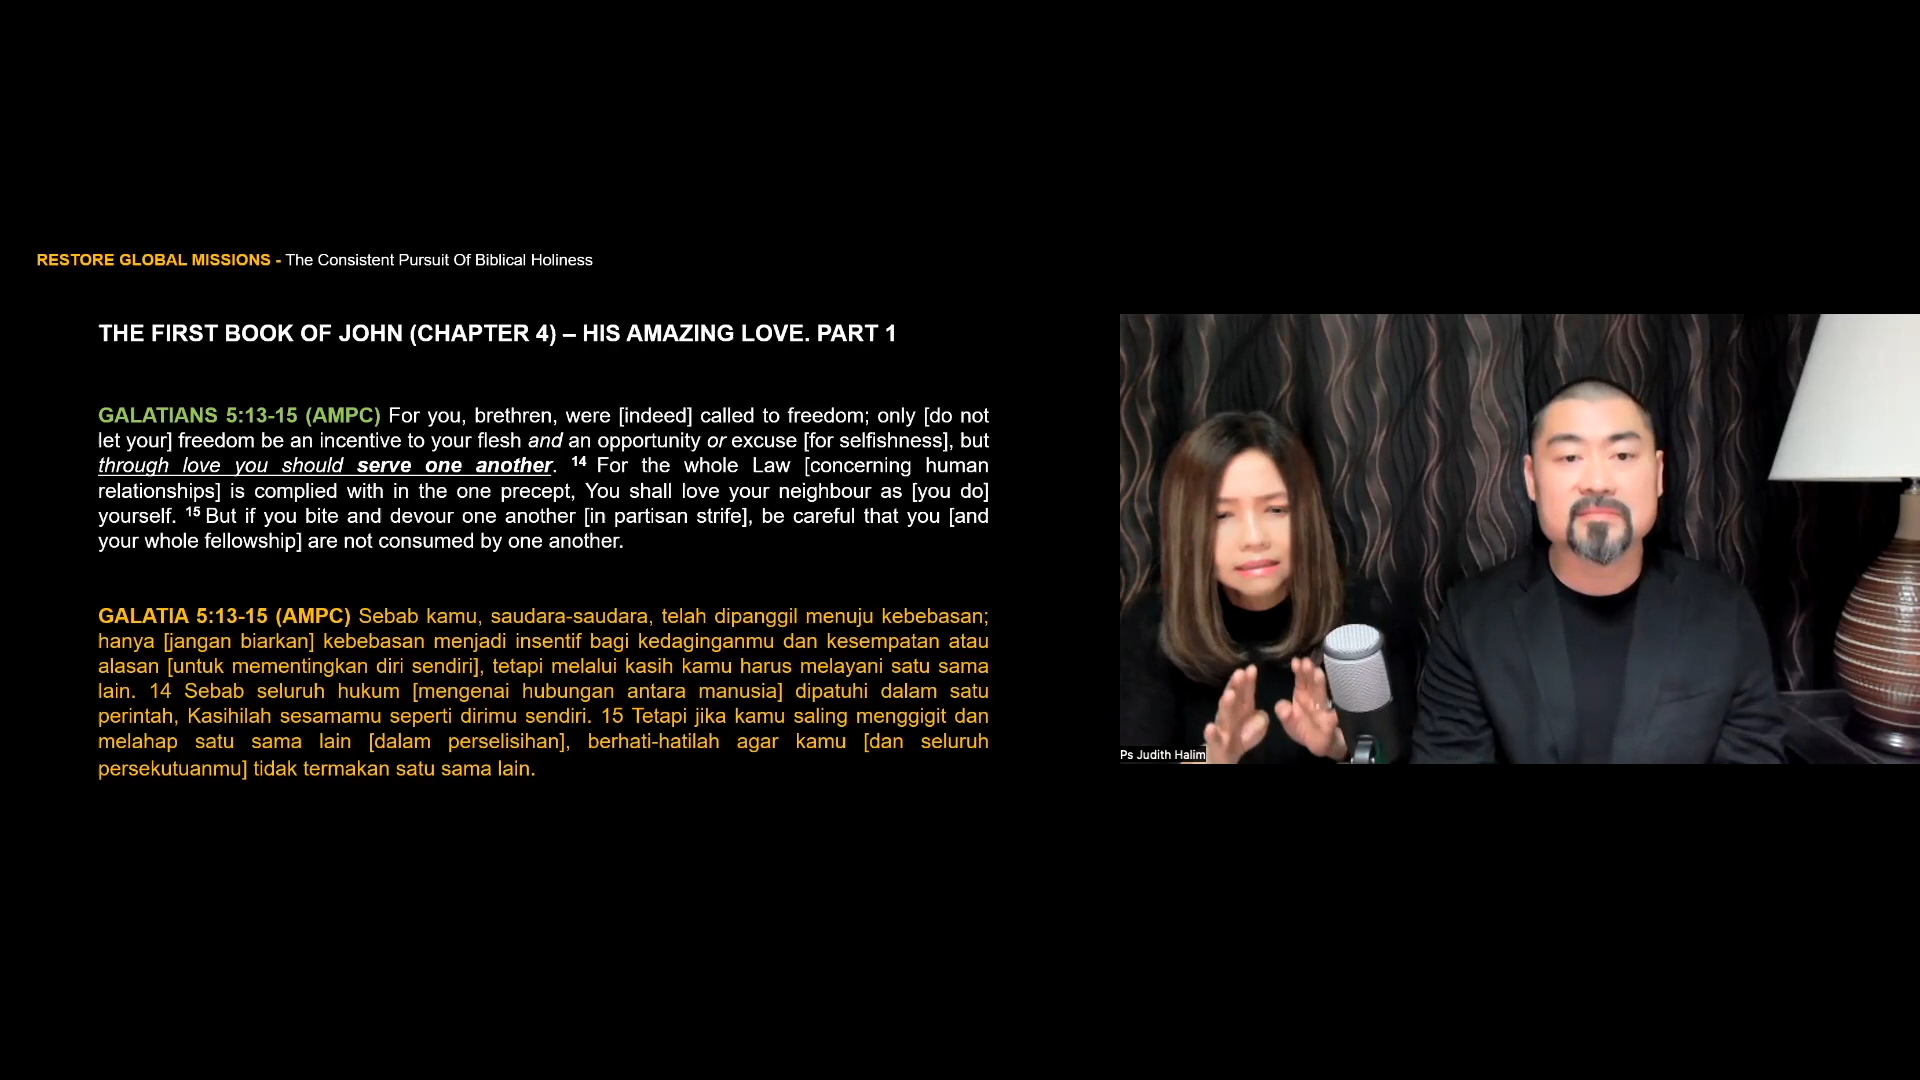 RESTORE GLOBAL MISSIONS - The Consistent Pursuit Of Biblical Holiness
THE FIRST BOOK OF JOHN (CHAPTER 4) – HIS AMAZING LOVE. PART 1
GALATIANS 5:13-15 (AMPC) For you, brethren, were [indeed] called to freedom; only [do not
let your] freedom be an incentive to your flesh and an opportunity or excuse [for selfishness], but
through love you should serve one another. 14 For the whole Law [concerning human
relationships] is complied with in the one precept, You shall love your neighbour as [you do]
yourself. 15 But if you bite and devour one another [in partisan strife], be careful that you [and
your whole fellowship] are not consumed by one another.
GALATIA 5:13-15 (AMPC) Sebab kamu, saudara-saudara, telah dipanggil menuju kebebasan;
hanya [jangan biarkan] kebebasan menjadi insentif bagi kedaginganmu dan kesempatan atau
alasan [untuk mementingkan diri sendiri], tetapi melalui kasih kamu harus melayani satu sama
lain. 14 Sebab seluruh hukum [mengenai hubungan antara manusia] dipatuhi dalam satu
perintah, Kasihilah sesamamu seperti dirimu sendiri. 15 Tetapi jika kamu saling menggigit dan
melahap satu sama lain [dalam perselisihan], berhati-hatilah agar kamu [dan seluruh
persekutuanmu] tidak termakan satu sama lain.
Ps Judith Halim